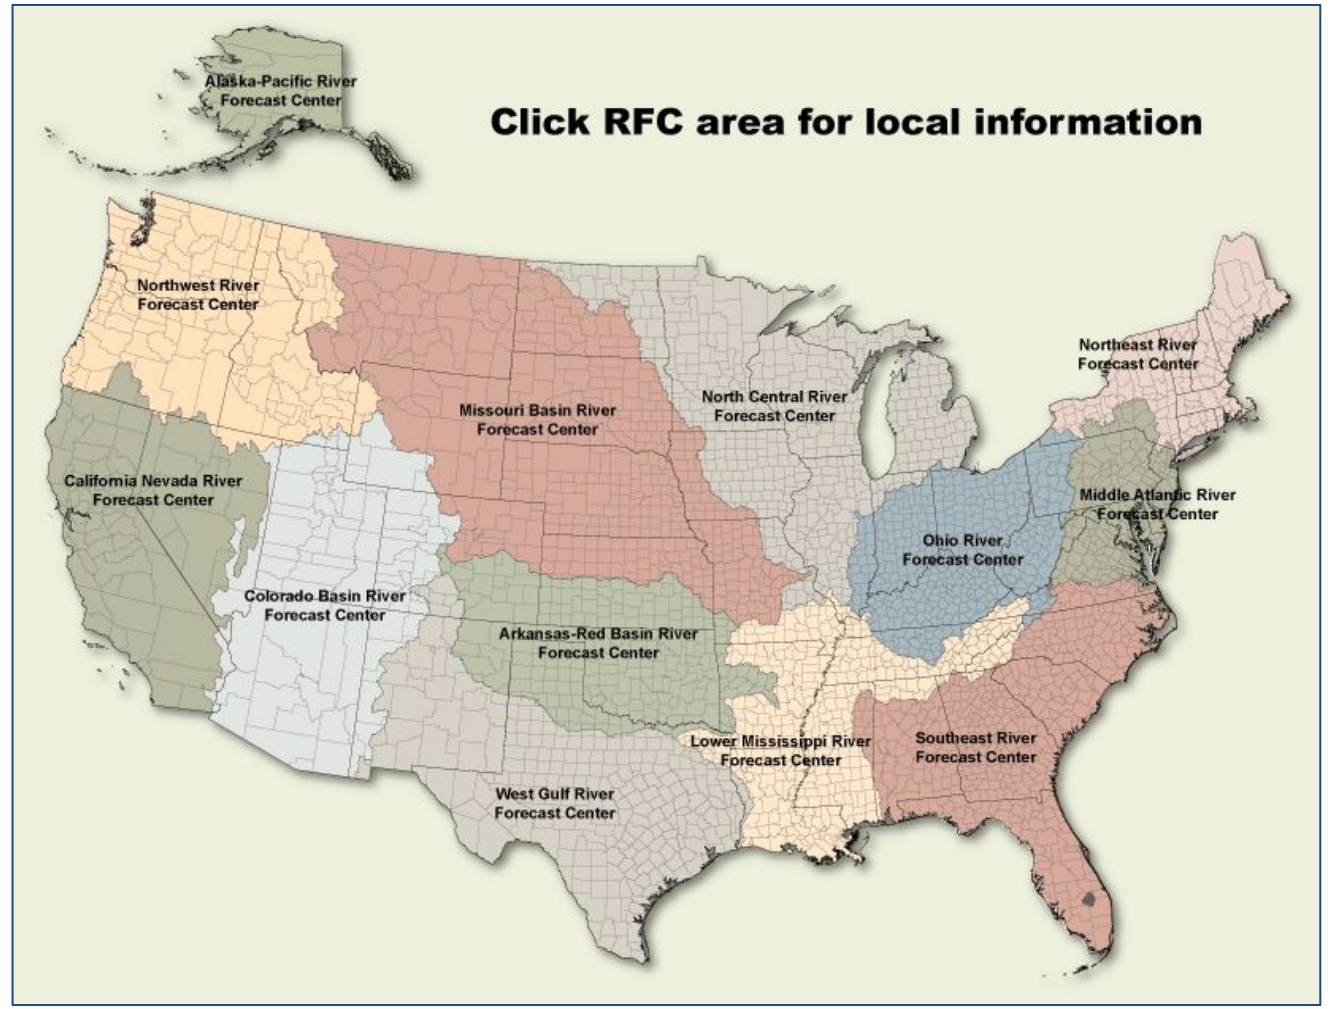 Alaska-Pacific River
Forecast Center
Click RFC area for local information
Northwest River
Forecast Center
Northeast River
Forecast Center
North Central River
Forecast Center
Missouri Basin River
Forecast Center
California Nevada River
Forecast Center
Middle Atlantic River
Forecast Center
Ohio River
Forecast Center
Colorado Basin River
Forecast Center
Arkansas-Red Basin River
Forecast Center
Lower Mississippi River
Forecast Center
Southeast River
Forecast Center
West Gulf River
Forecast Center